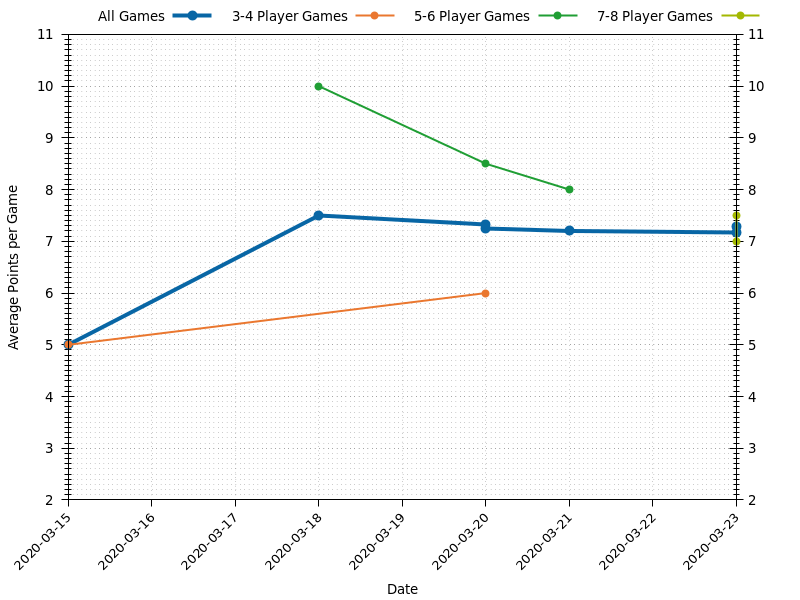 All Games 3-4 Player Games 5-6 Player Games 7-8 Player Games
11 11
10 10
9 9
8 8
7 7
6 6
5 5
4 4
3 3
2 2
Average Points per Game
2020-03-15 2020-03-16 2020-03-17 2020-03-18 2020-03-19 2020-03-20 2020-03-21 2020-03-22 2020-03-23
Date